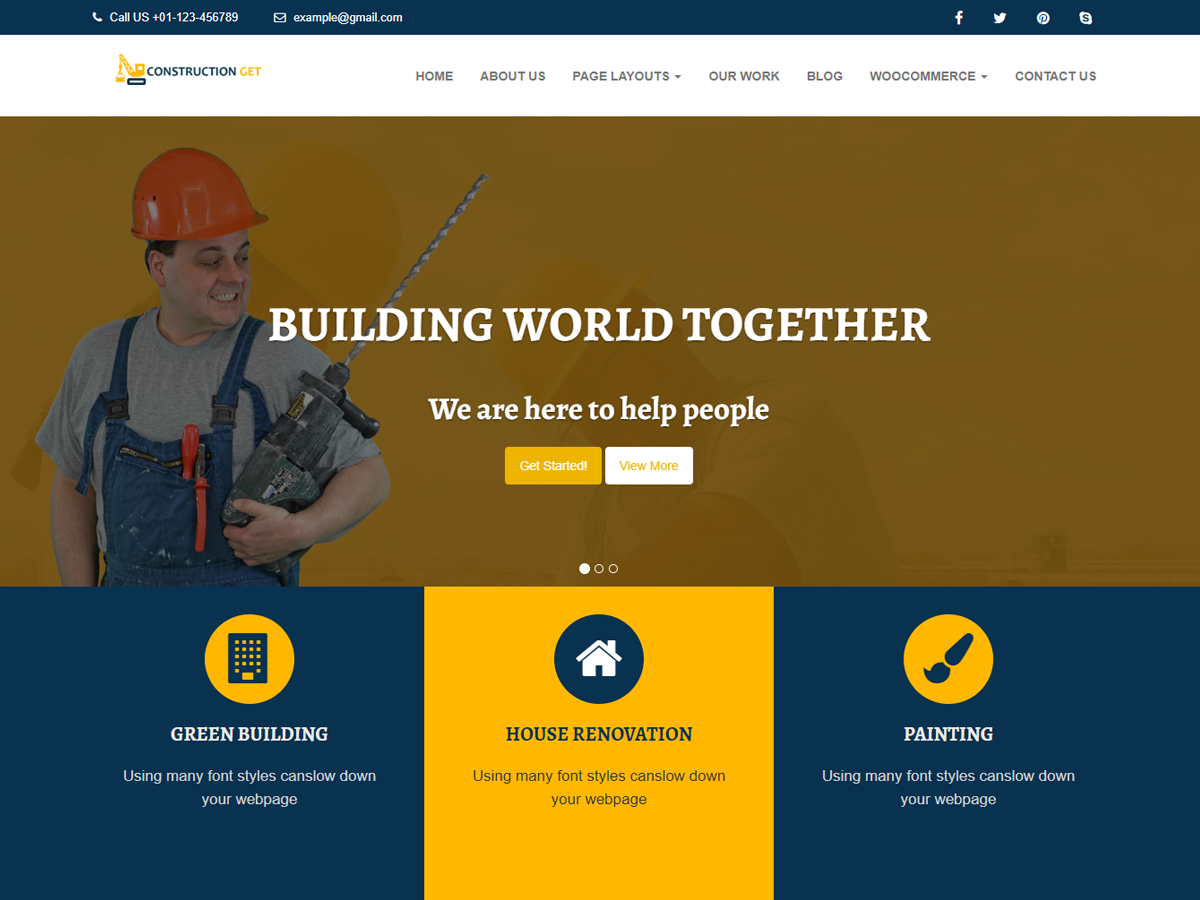 Call US +01-123-456789
example@gmail.com
CONSTRUCTION GET
HOME ABOUT US PAGE LAYOUTS OUR WORK BLOG WOOCOMMERCE CONTACT US
BUILDING WORLD TOGETHER
We are here to help people
Get Started! View More
GREEN BUILDING
Using many font styles canslow down
your webpage
HOUSE RENOVATION
Using many font styles canslow down
your webpage
PAINTING
Using many font styles canslow down
your webpage